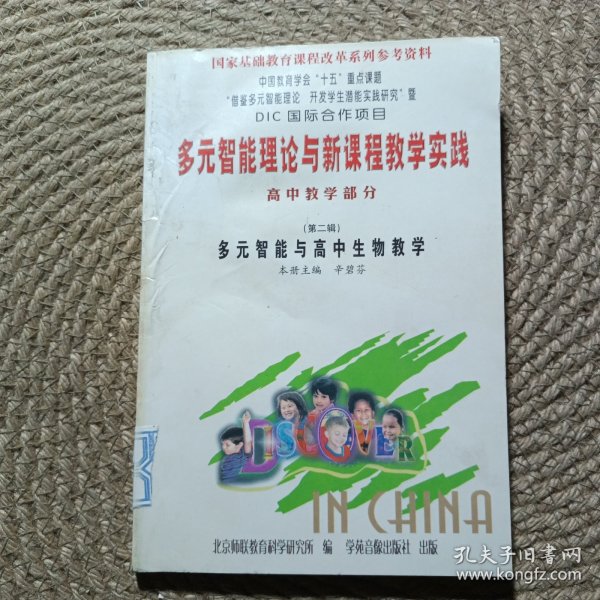 国家基础教育课程改革系列参考资料
中国教育学会“十五”重点课题
“借鉴多元智能理论 开发学生潜能实践研究”暨
DIC 国际合作项目
多元智能理论与新课程教学实践
高中教学部分
(第二辑)
多元智能与高中生物教学
本册主编 辛碧芬
DISCOVER
IN CHINA
北京师联教育科学研究所 编 学苑音像出版社 出版
孔夫子旧书网
www.kongfz.com